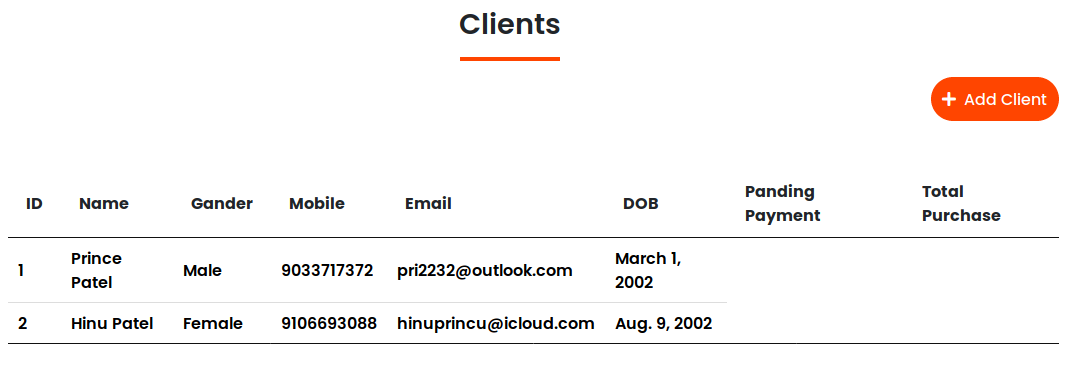 Clients
+ Add Client
ID Name Gander Mobile Email DOB Panding Payment Total Purchase
1 Prince Patel Male 9033717372 pri2232@outlook.com March 1, 2002
2 Hinu Patel Female 9106693088 hinuprincu@icloud.com Aug. 9, 2002